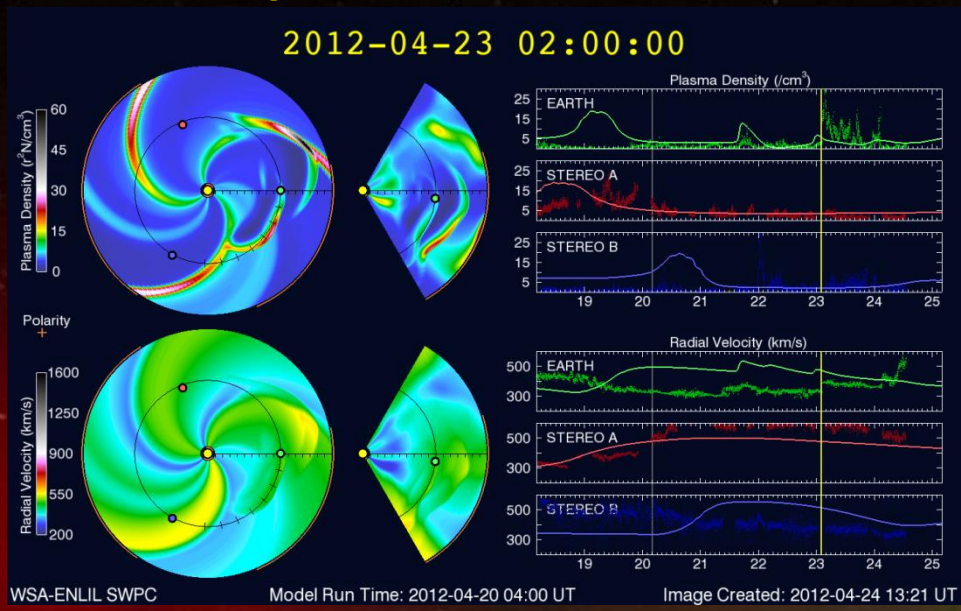 2012-04-23 02:00:00
Plasma Density (r²N/cm³)
60
45
30
15
0
Plasma Density (/cm³)
EARTH
25
15
5
STEREO A
25
15
5
STEREO B
25
15
5
19 20 21 22 23 24 25
Polarity
+
Radial Velocity (km/s)
1600
1250
900
550
200
Radial Velocity (km/s)
EARTH
500
300
STEREO A
500
300
STEREO B
500
300
19 20 21 22 23 24 25
WSA-ENLIL SWPC Model Run Time: 2012-04-20 04:00 UT Image Created: 2012-04-24 13:21 UT